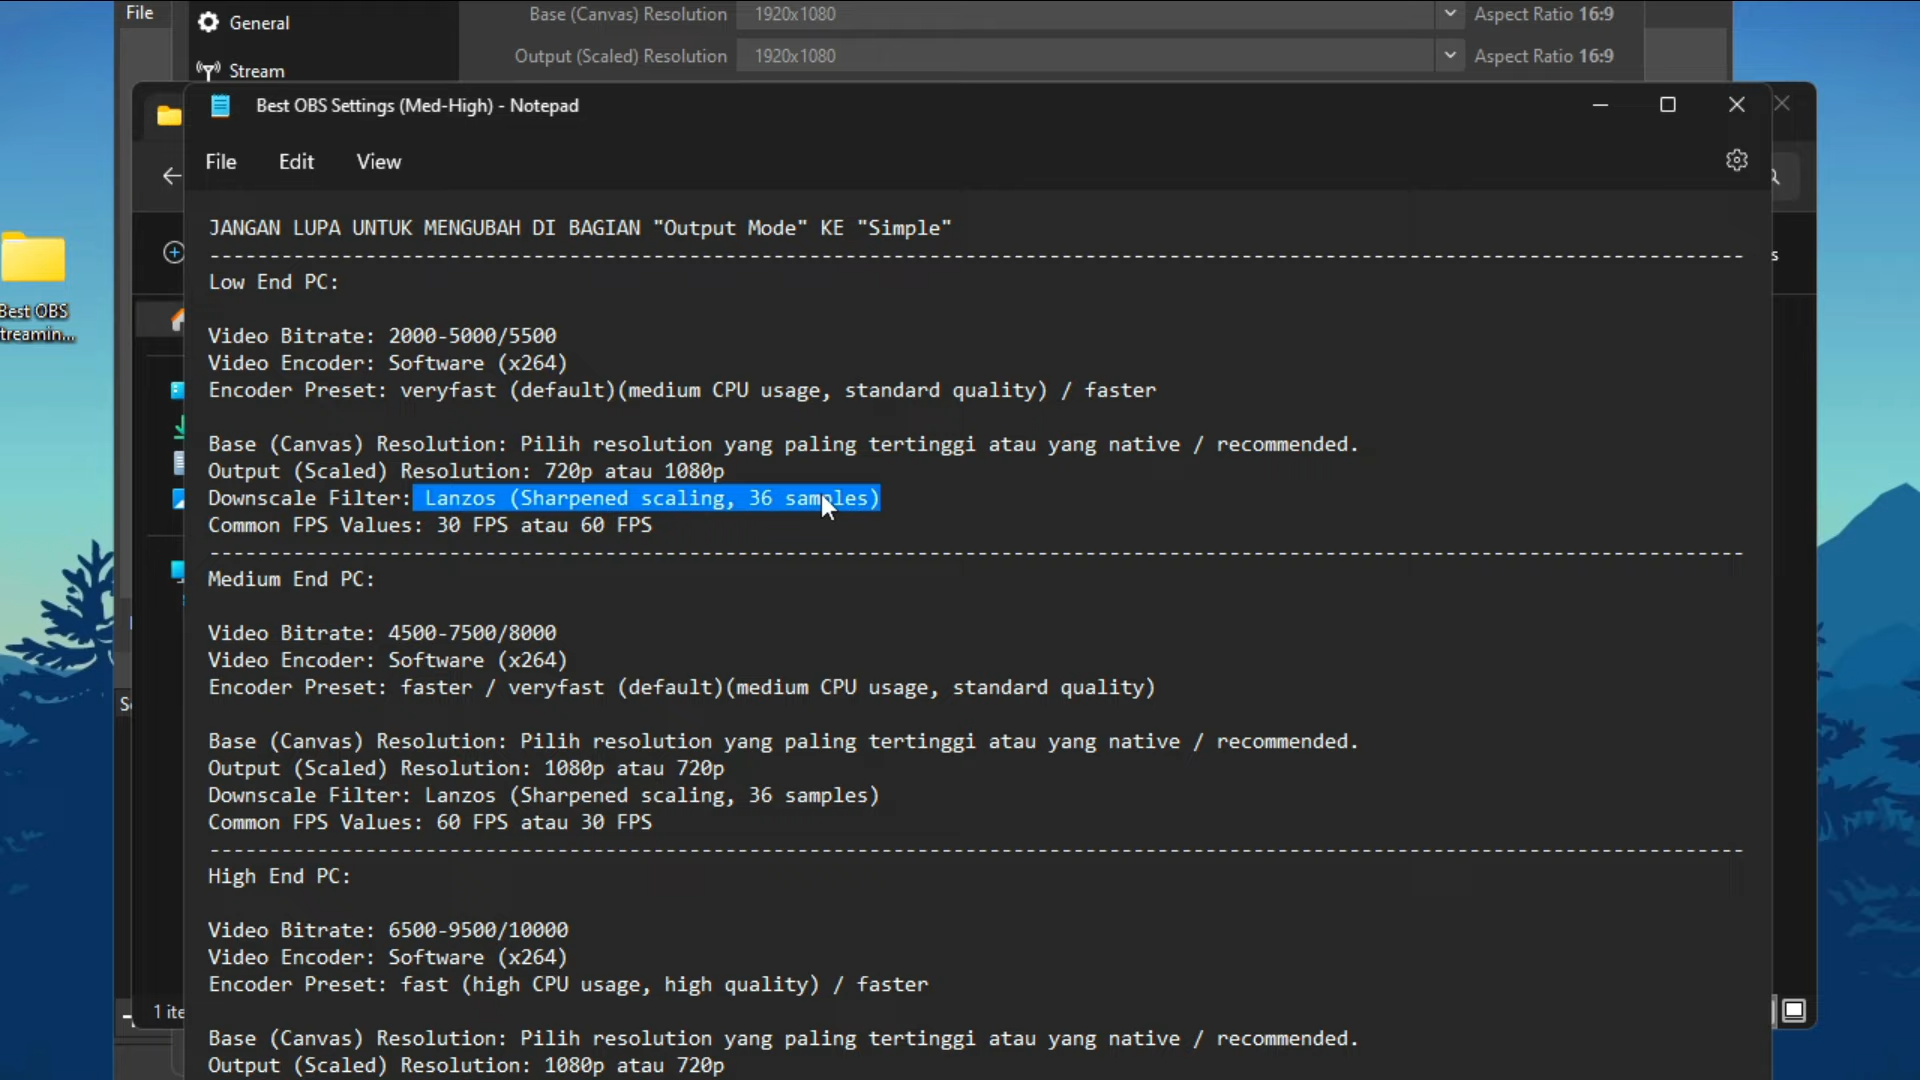 File
General
Base (Canvas) Resolution 1920x1080 Aspect Ratio 16:9
Output (Scaled) Resolution 1920x1080 Aspect Ratio 16:9
Stream
Best OBS Settings (Med-High) - Notepad
File Edit View
JANGAN LUPA UNTUK MENGUBAH DI BAGIAN "Output Mode" KE "Simple"
--------------------------------------------------------------------------------------------------------------------------------
Low End PC:
Video Bitrate: 2000-5000/5500
Video Encoder: Software (x264)
Encoder Preset: veryfast (default)(medium CPU usage, standard quality) / faster
Base (Canvas) Resolution: Pilih resolution yang paling tertinggi atau yang native / recommended.
Output (Scaled) Resolution: 720p atau 1080p
Downscale Filter: Lanzos (Sharpened scaling, 36 samples)
Common FPS Values: 30 FPS atau 60 FPS
--------------------------------------------------------------------------------------------------------------------------------
Medium End PC:
Video Bitrate: 4500-7500/8000
Video Encoder: Software (x264)
Encoder Preset: faster / veryfast (default)(medium CPU usage, standard quality)
Base (Canvas) Resolution: Pilih resolution yang paling tertinggi atau yang native / recommended.
Output (Scaled) Resolution: 1080p atau 720p
Downscale Filter: Lanzos (Sharpened scaling, 36 samples)
Common FPS Values: 60 FPS atau 30 FPS
--------------------------------------------------------------------------------------------------------------------------------
High End PC:
Video Bitrate: 6500-9500/10000
Video Encoder: Software (x264)
Encoder Preset: fast (high CPU usage, high quality) / faster
Base (Canvas) Resolution: Pilih resolution yang paling tertinggi atau yang native / recommended.
Output (Scaled) Resolution: 1080p atau 720p
Best OBS
treamin...
1 ite